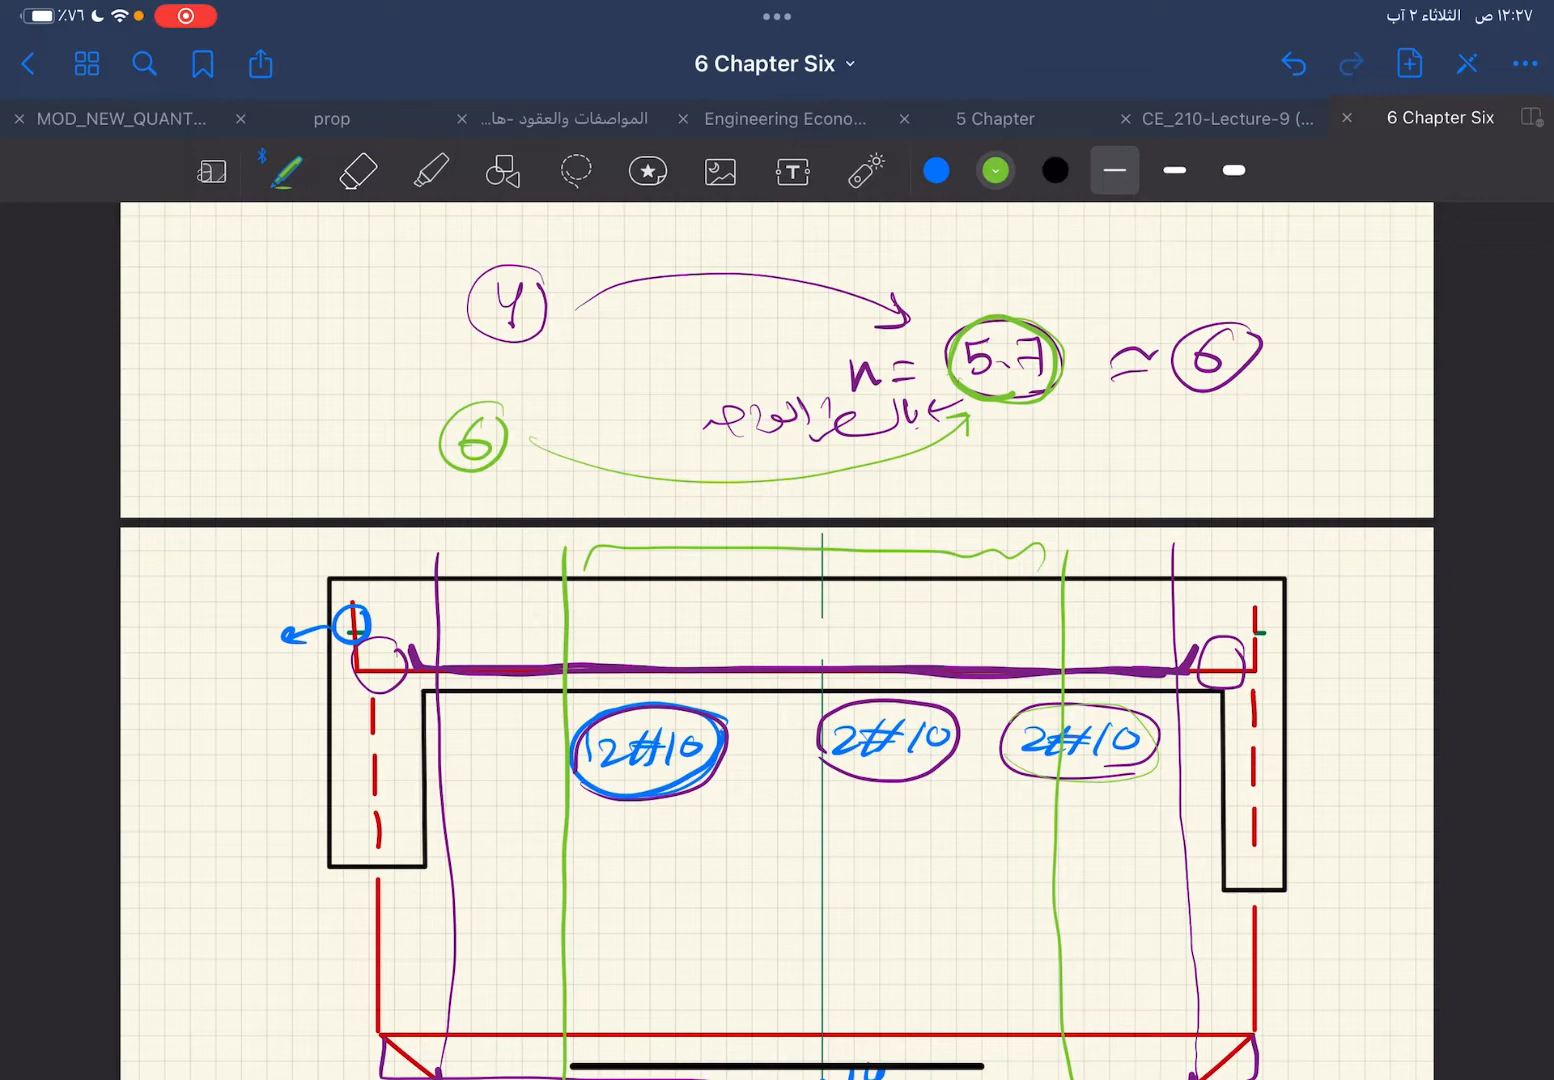 ٪٧٦ ١٢:٢٧ ص الثلاثاء ٢ آب
6 Chapter Six
MOD_NEW_QUANT... prop المواصفات والعقود -ها... Engineering Econo... 5 Chapter CE_210-Lecture-9 (... 6 Chapter Six
T
4
n = 5.7 ≃ 6
6
2#10 2#10 2#10